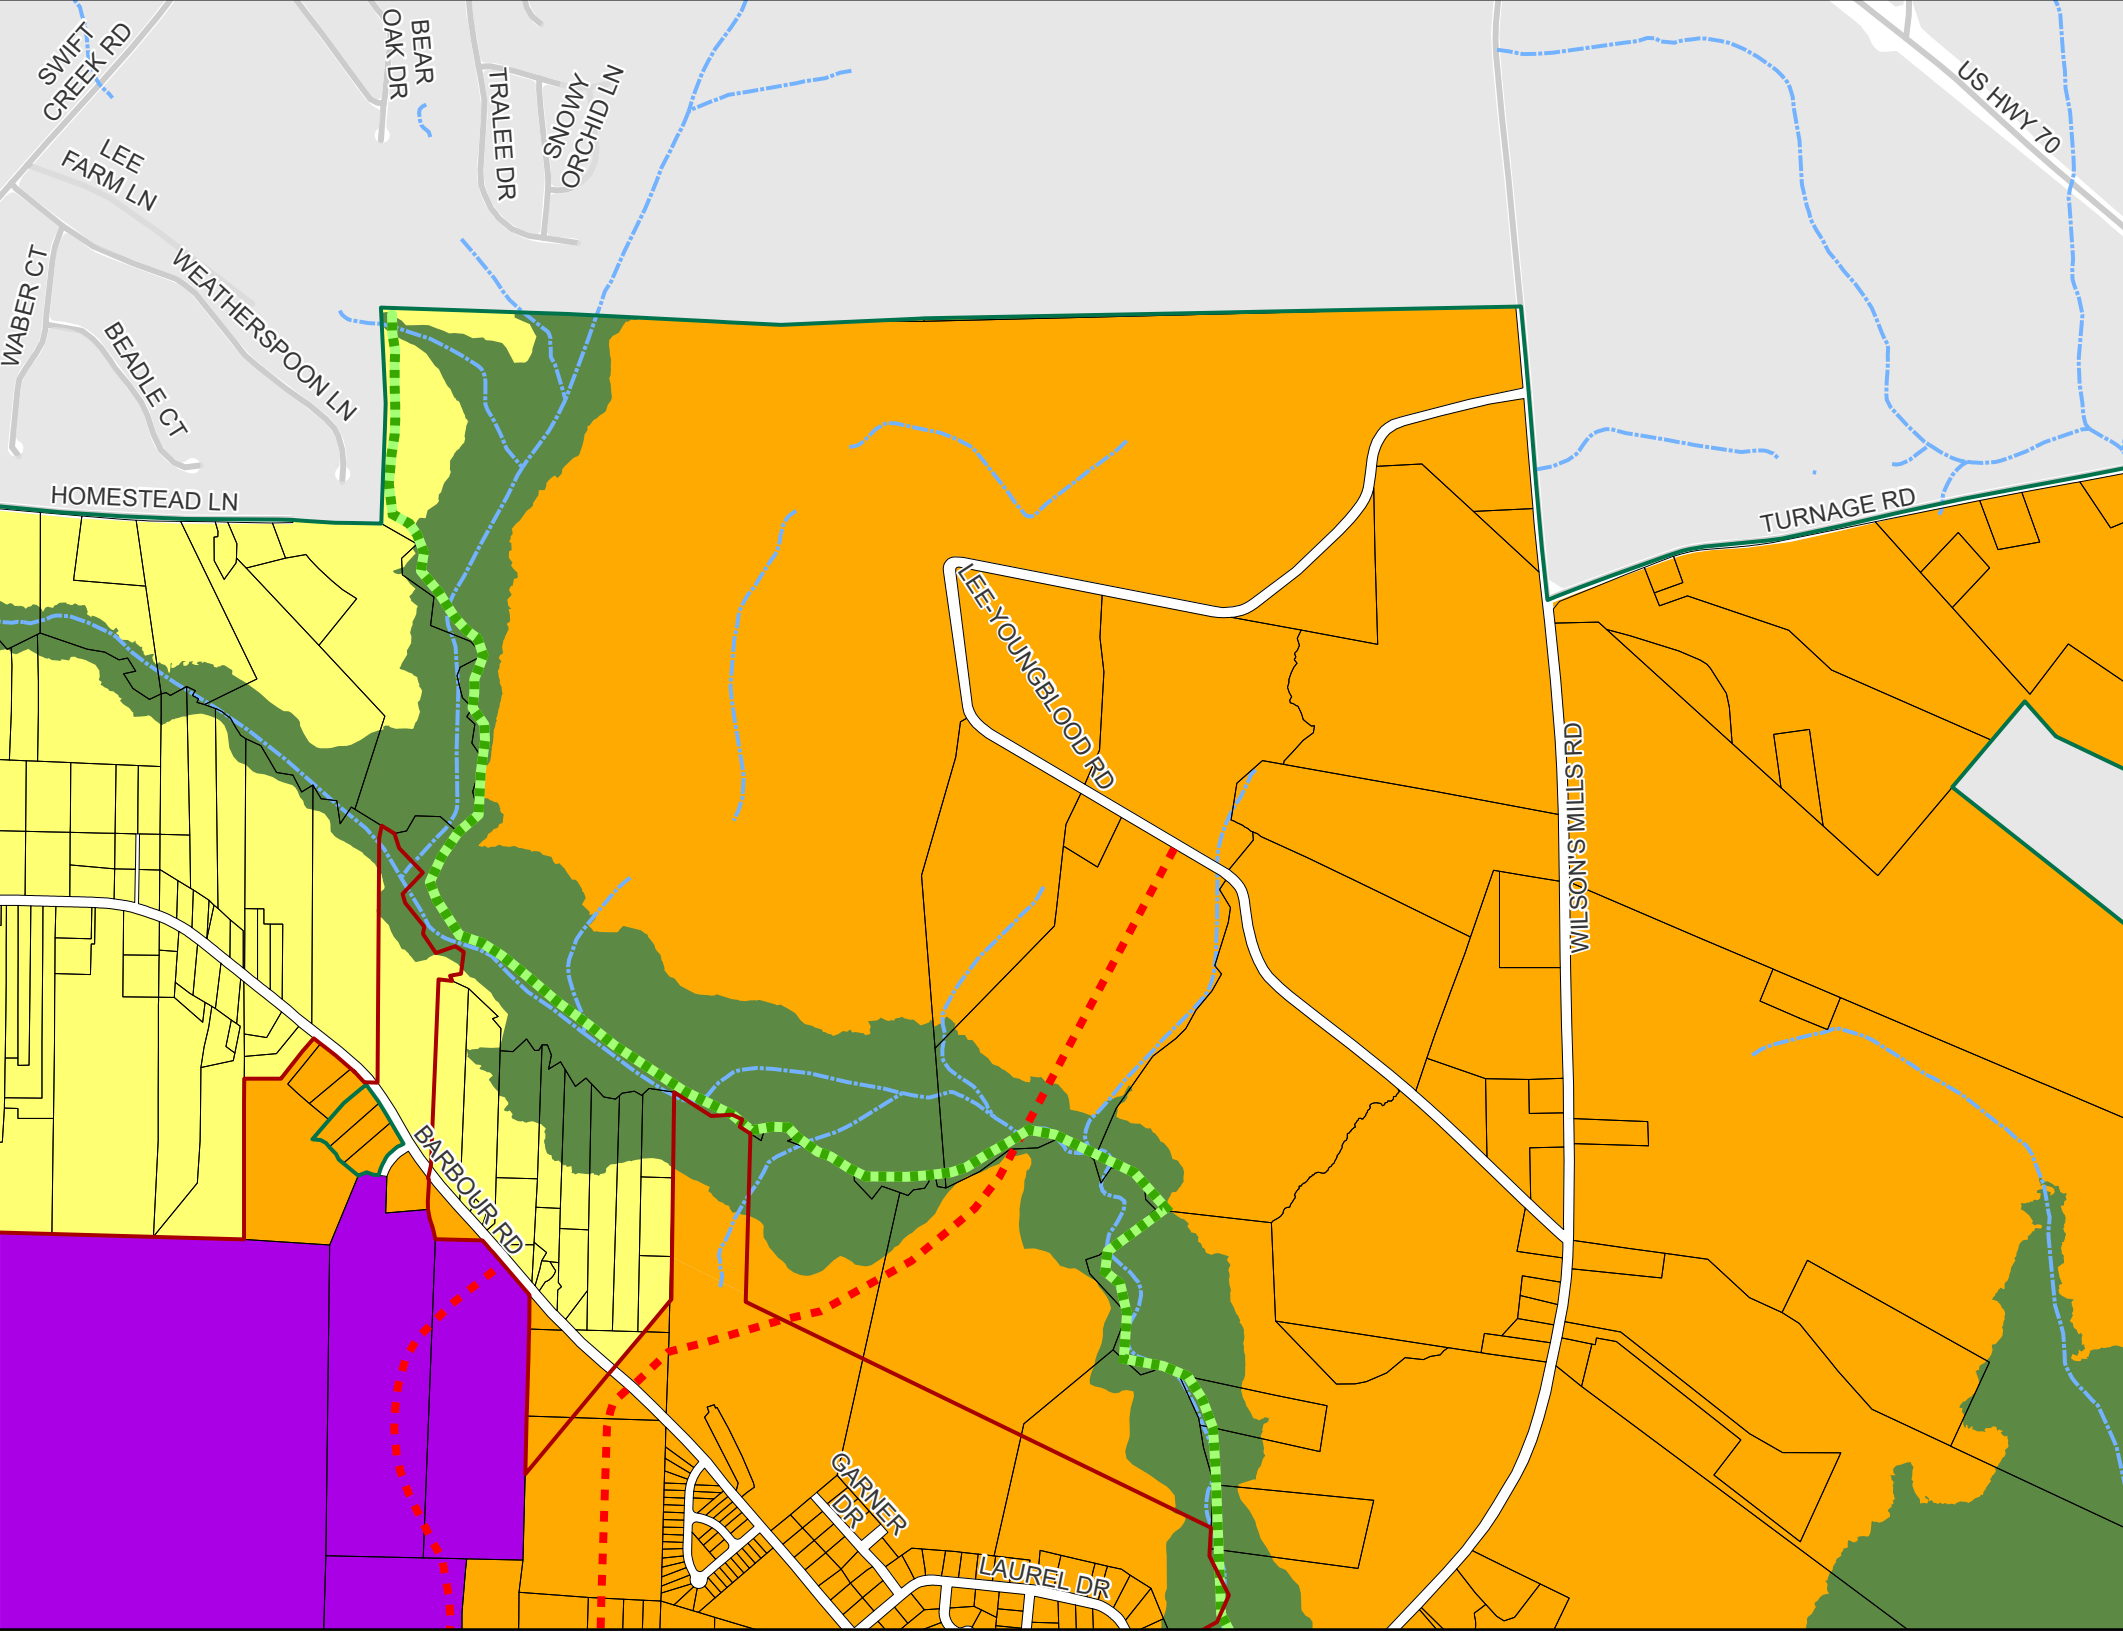 SWIFT
CREEK RD
BEAR
OAK DR
TRALEE DR
SNOWY
ORCHID LN
US HWY 70
LEE
FARM LN
WABER CT
WEATHERSPOON LN
BEADLE CT
HOMESTEAD LN
TURNAGE RD
LEE-YOUNGBLOOD RD
WILSON'S MILLS RD
BARBOUR RD
GARNER
DR
LAUREL DR